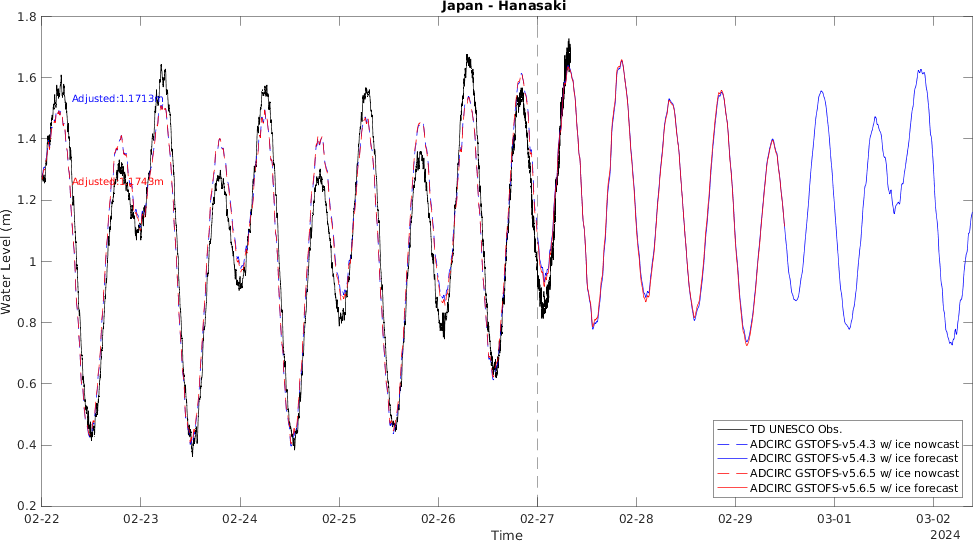 Japan - Hanasaki
1.8
1.6
1.4
1.2
1
0.8
0.6
0.4
0.2
Water Level (m)
Adjusted:1.1713m
Adjusted:1.1743m
TD UNESCO Obs.
ADCIRC GSTOFS-v5.4.3 w/ ice nowcast
ADCIRC GSTOFS-v5.4.3 w/ ice forecast
ADCIRC GSTOFS-v5.6.5 w/ ice nowcast
ADCIRC GSTOFS-v5.6.5 w/ ice forecast
02-22 02-23 02-24 02-25 02-26 02-27 02-28 02-29 03-01 03-02
Time
2024